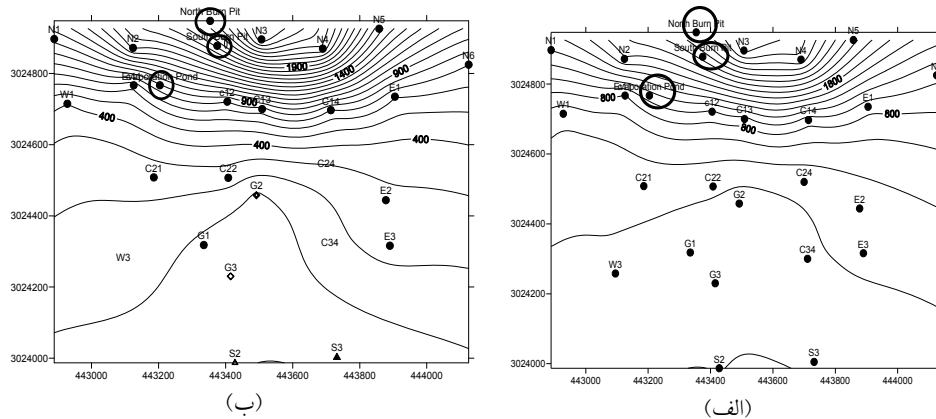 North Burn Pit
N1
N2
N3
N4
N5
South Burn Pit
N6
1900
1400
900
3024800
Evaporation Pond
W1
c12
900
C13
C14
E1
400
400
400
3024600
C21
C22
C24
G2
E2
3024400
G1
C34
E3
W3
G3
3024200
3024000
S2
S3
443000
443200
443400
443600
443800
444000
(ب)
North Burn Pit
N1
N2
N3
N4
N5
South Burn Pit
N
1800
3024800
800
Evaporation Pond
W1
c12
C13
C14
E1
800
800
3024600
C21
C22
C24
G2
E2
3024400
G1
C34
E3
W3
G3
3024200
3024000
S2
S3
443000
443200
443400
443600
443800
444000
(الف)